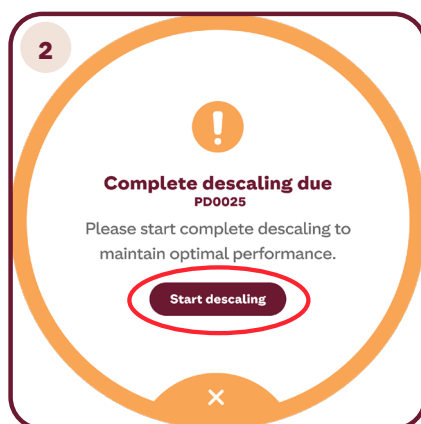 2
Complete descaling due
PD0025
Please start complete descaling to
maintain optimal performance.
Start descaling